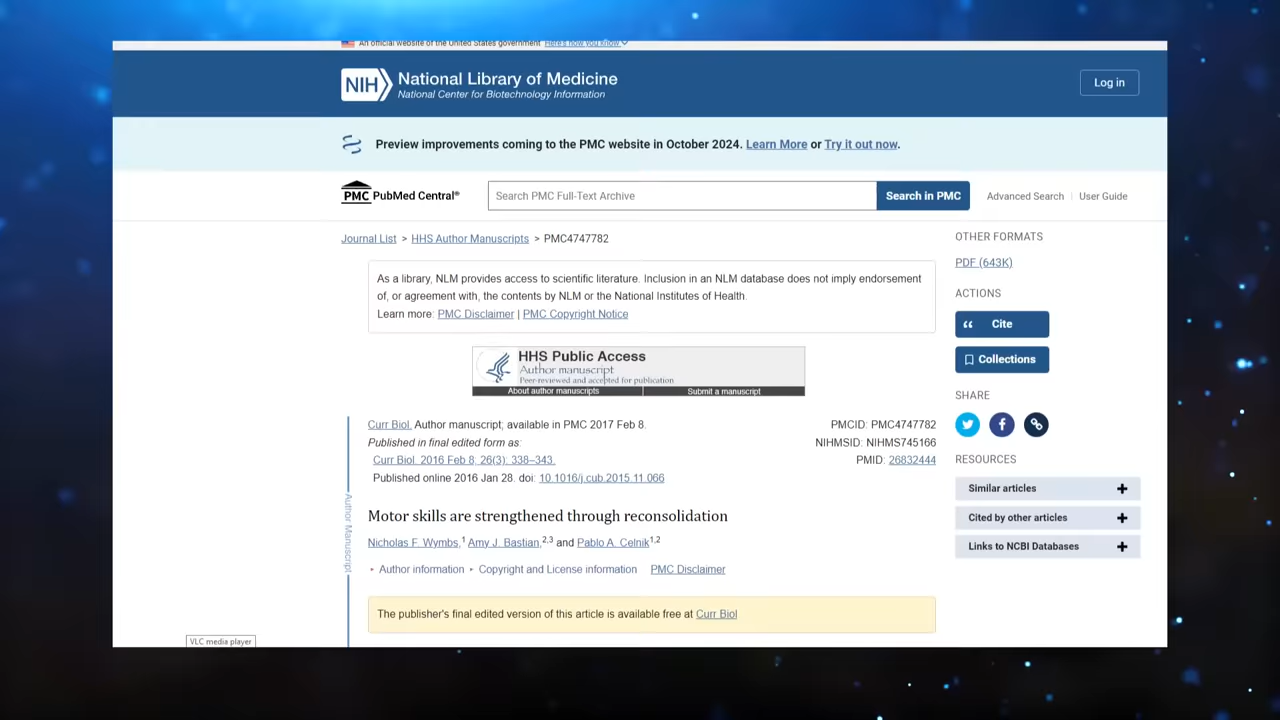 An official website of the United States government Here's how you know
NIH National Library of Medicine
National Center for Biotechnology Information
Log in
Preview improvements coming to the PMC website in October 2024. Learn More or Try it out now.
PMC PubMed Central®
Search PMC Full-Text Archive
Search in PMC
Advanced Search
User Guide
Journal List > HHS Author Manuscripts > PMC4747782
As a library, NLM provides access to scientific literature. Inclusion in an NLM database does not imply endorsement
of, or agreement with, the contents by NLM or the National Institutes of Health.
Learn more: PMC Disclaimer | PMC Copyright Notice
HHS Public Access
Author manuscript
Peer-reviewed and accepted for publication
About author manuscripts
Submit a manuscript
Author Manuscript
Curr Biol. Author manuscript; available in PMC 2017 Feb 8.
Published in final edited form as:
Curr Biol. 2016 Feb 8; 26(3): 338–343.
Published online 2016 Jan 28. doi: 10.1016/j.cub.2015.11.066
PMCID: PMC4747782
NIHMSID: NIHMS745166
PMID: 26832444
Motor skills are strengthened through reconsolidation
Nicholas F. Wymbs,1 Amy J. Bastian,2,3 and Pablo A. Celnik1,2
Author information
Copyright and License information
PMC Disclaimer
The publisher's final edited version of this article is available free at Curr Biol
OTHER FORMATS
PDF (643K)
ACTIONS
Cite
Collections
SHARE
RESOURCES
Similar articles
Cited by other articles
Links to NCBI Databases
VLC media player